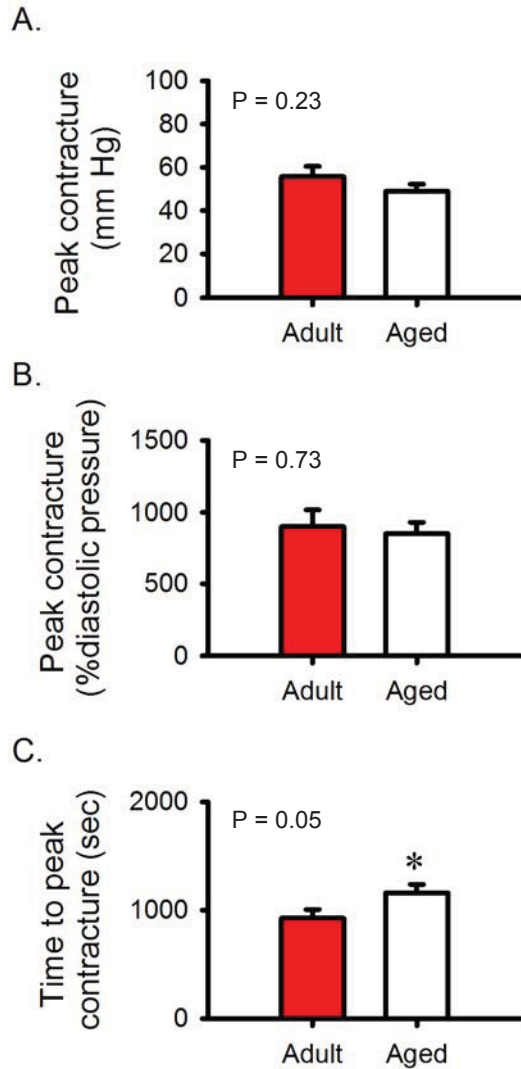 A.
Peak contracture
(mm Hg)
100
80
60
40
20
0
P = 0.23
Adult Aged
B.
Peak contracture
(%diastolic pressure)
1500
1000
500
0
P = 0.73
Adult Aged
C.
Time to peak
contracture (sec)
2000
1000
0
P = 0.05
*
Adult Aged